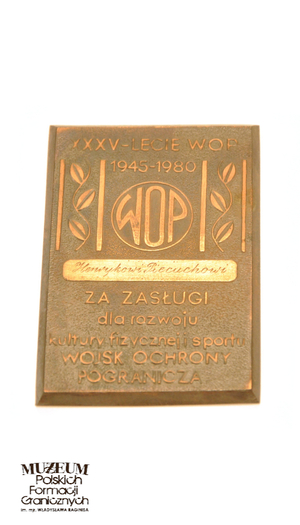 XXXV-LECIE WOP
1945-1980
WOP
Henrykowi Piecuchowi
ZA ZASŁUGI
dla rozwoju
kultury fizycznej i sportu
WOJSK OCHRONY
POGRANICZA
MUZEUM
Polskich
Formacji
Granicznych
im. mp. WŁADYSŁAWA RAGINISA